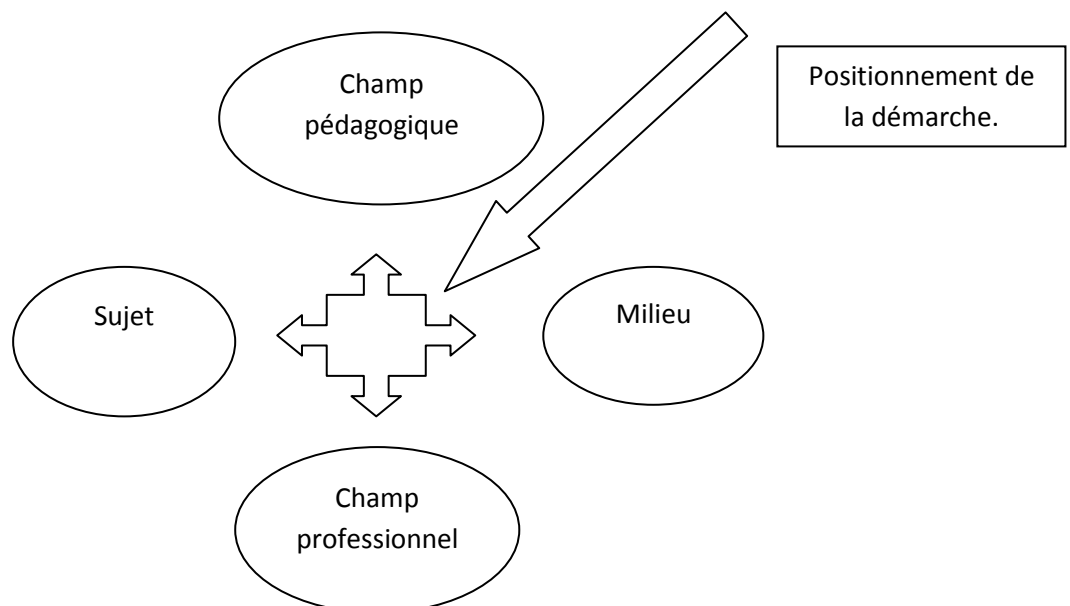 Champ
pédagogique
Positionnement de
la démarche.
Sujet
Milieu
Champ
professionnel